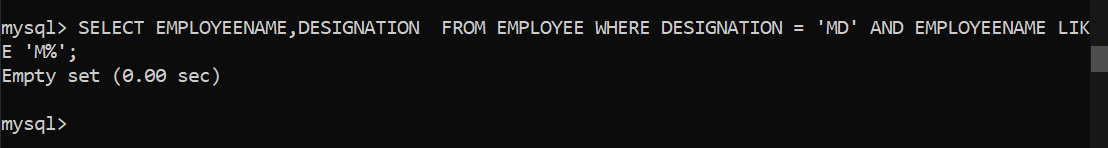 mysql> SELECT EMPLOYEENAME,DESIGNATION  FROM EMPLOYEE WHERE DESIGNATION = 'MD' AND EMPLOYEENAME LIK
E 'M%';
Empty set (0.00 sec)
mysql>